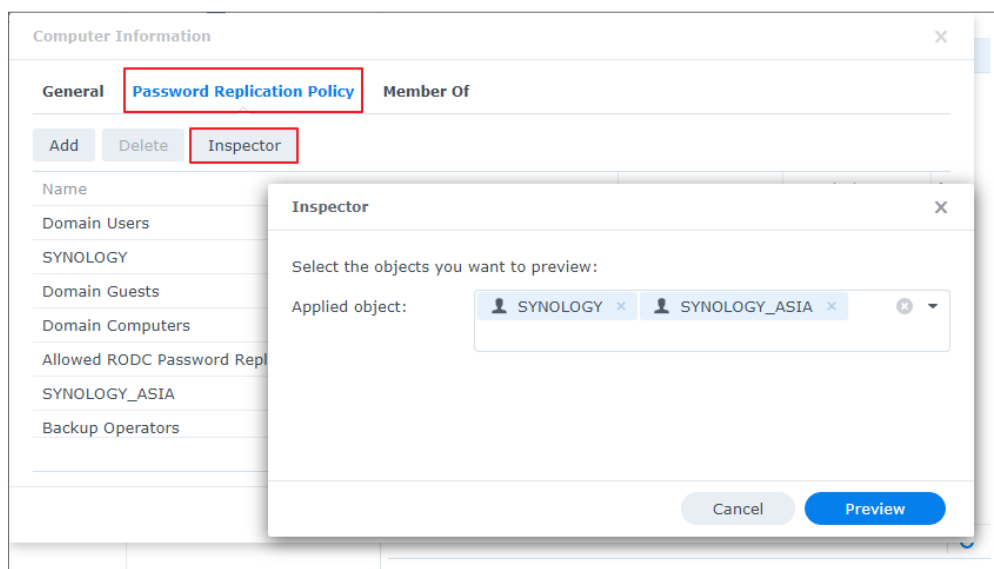 Computer Information
General Password Replication Policy Member Of
Add Delete Inspector
Name
Domain Users
SYNOLOGY
Domain Guests
Domain Computers
Allowed RODC Password Repl
SYNOLOGY_ASIA
Backup Operators
Inspector
Select the objects you want to preview:
Applied object: SYNOLOGY SYNOLOGY_ASIA
Cancel Preview